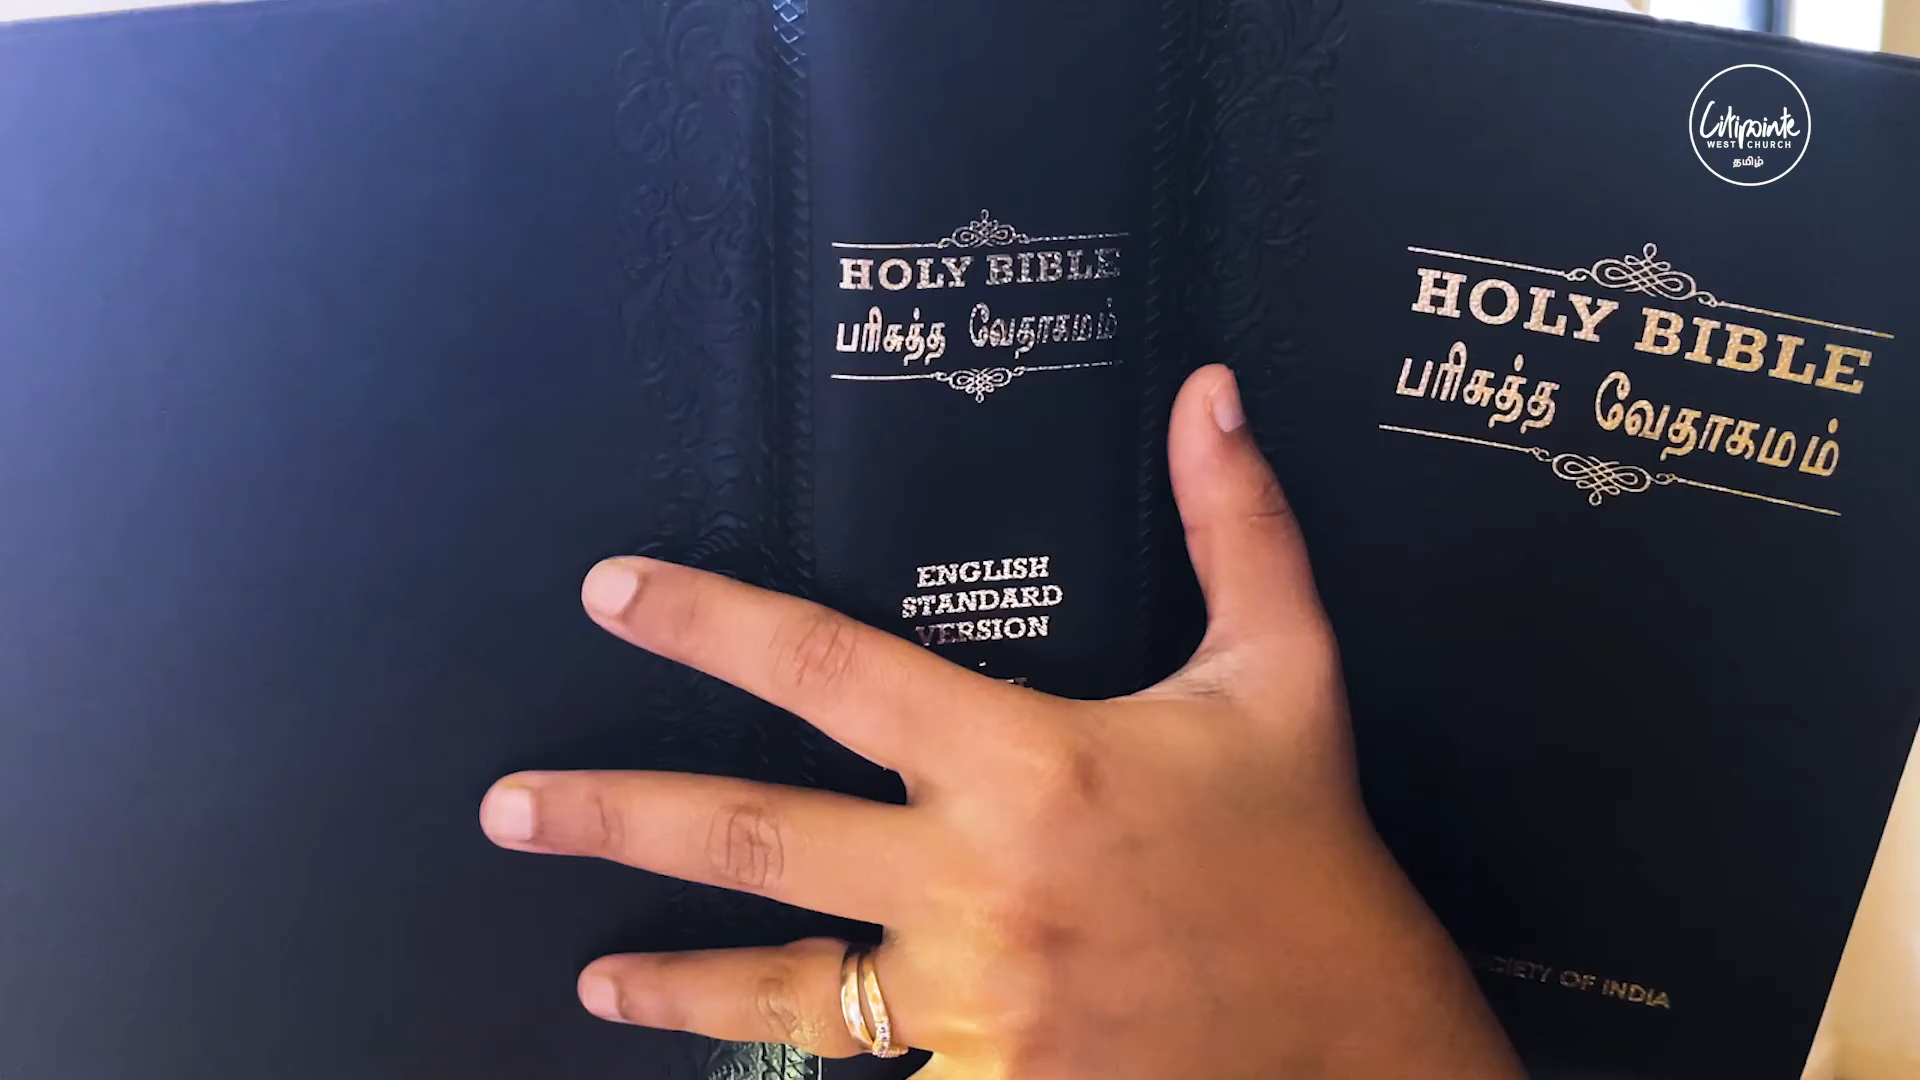 HOLY BIBLE
பரிசுத்த வேதாகமம்
ENGLISH
STANDARD
VERSION
-
HOLY BIBLE
பரிசுத்த வேதாகமம்
OF INDIA
Citipointe
WEST CHURCH
தமிழ்